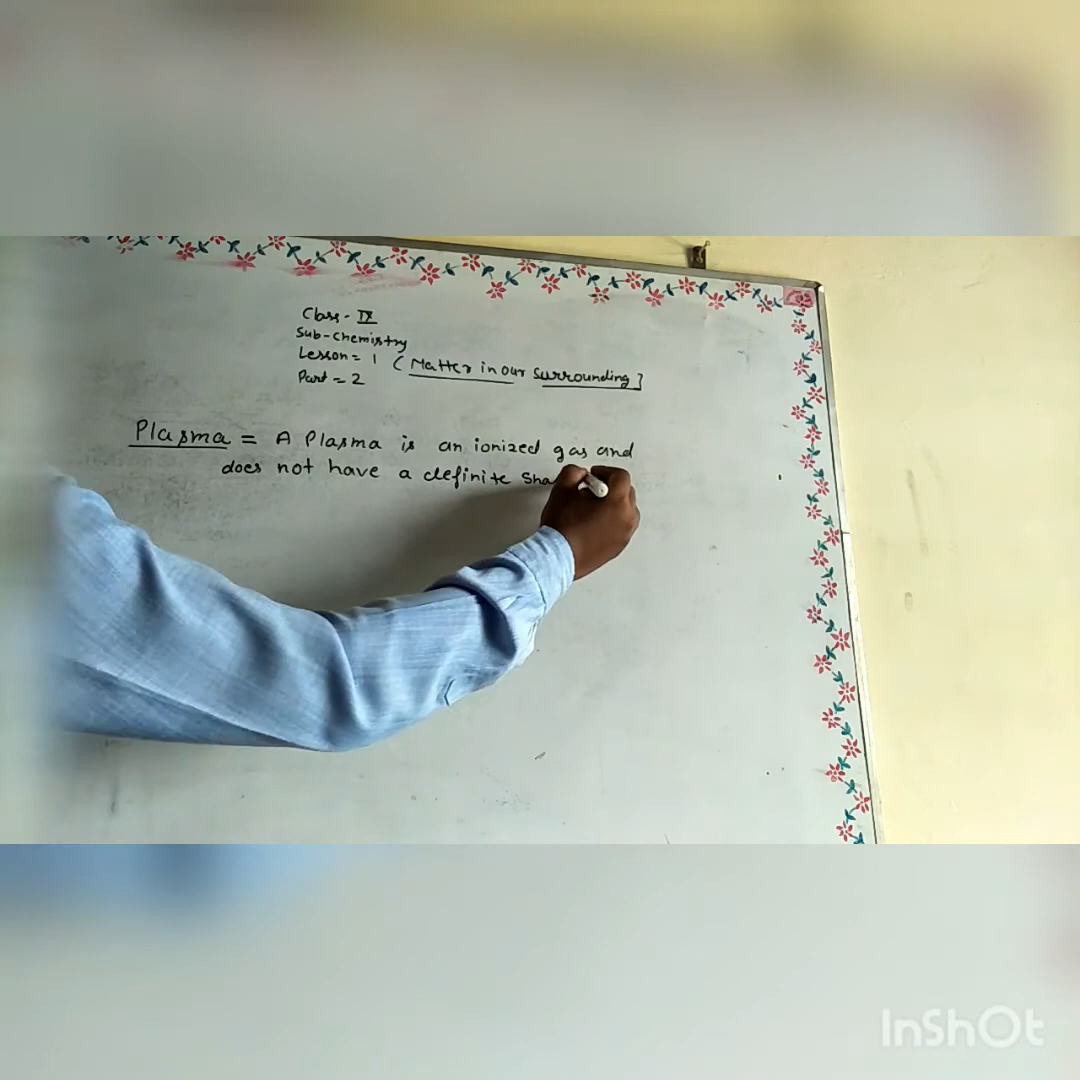 Class - IX
Sub - Chemistry
Lesson = 1 ( Matter in our Surrounding ]
Part = 2
Plasma = A Plasma is an ionized gas and
does not have a definite Sha
InShOt